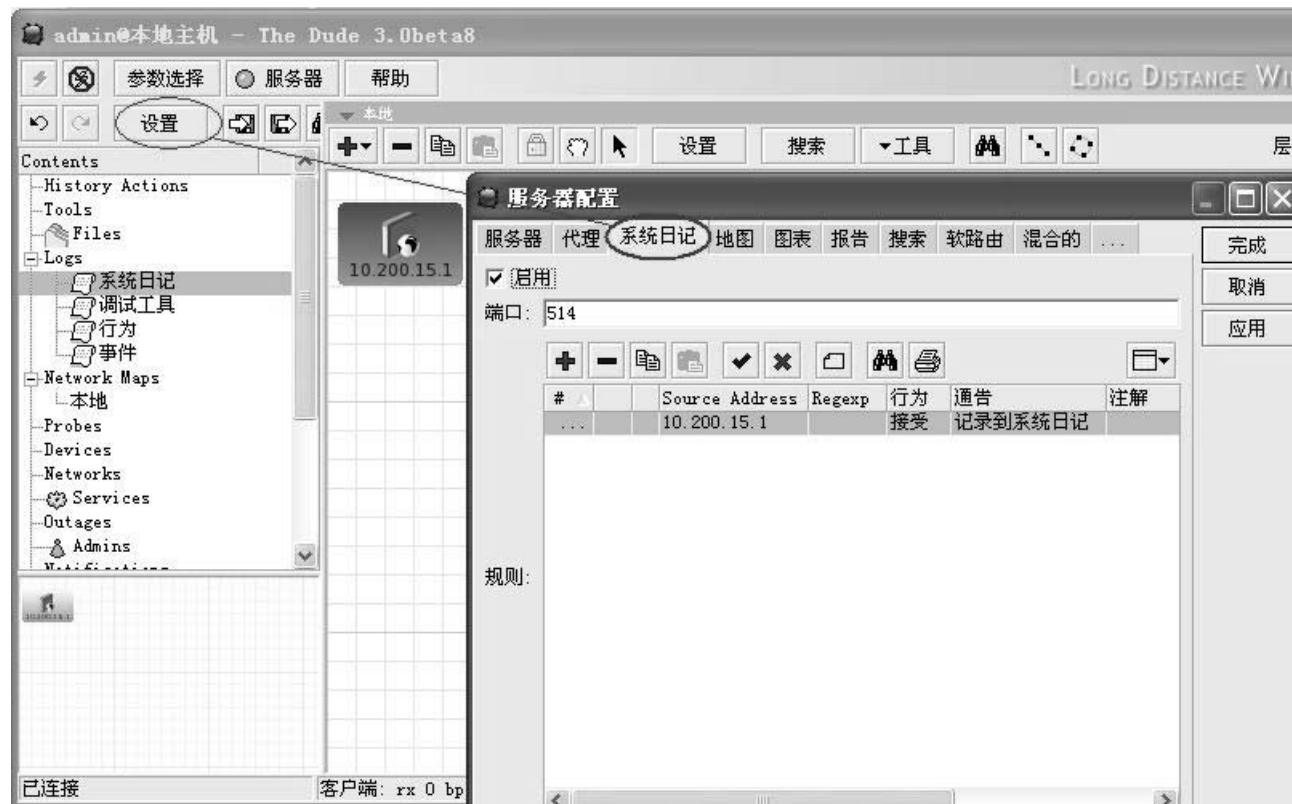 admin@本地主机 - The Dude 3.0beta8
参数选择 服务器 帮助
LONG DISTANCE WI
设置
本地
设置 搜索 工具
层
Contents
History Actions
Tools
Files
Logs
系统日记
调试工具
行为
事件
Network Maps
本地
Probes
Devices
Networks
Services
Outages
Admins
10.200.15.1
服务器配置
服务器 代理 系统日记 地图 图表 报告 搜索 软路由 混合的 ...
启用
端口: 514
# Source Address Regexp 行为 通告 注解
... 10.200.15.1 接受 记录到系统日记
规则:
完成
取消
应用
已连接
客户端: rx 0 bp